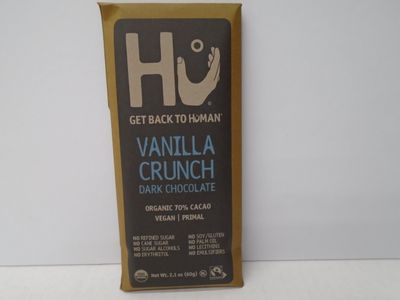 Hu
GET BACK TO HUMAN
VANILLA
CRUNCH
DARK CHOCOLATE
ORGANIC 70% CACAO
VEGAN | PRIMAL
NO REFINED SUGAR
NO CANE SUGAR
NO SUGAR ALCOHOLS
NO ERYTHRITOL
NO SOY/GLUTEN
NO PALM OIL
NO LECITHINS
NO EMULSIFIERS
Net Wt. 2.1 oz (60g)